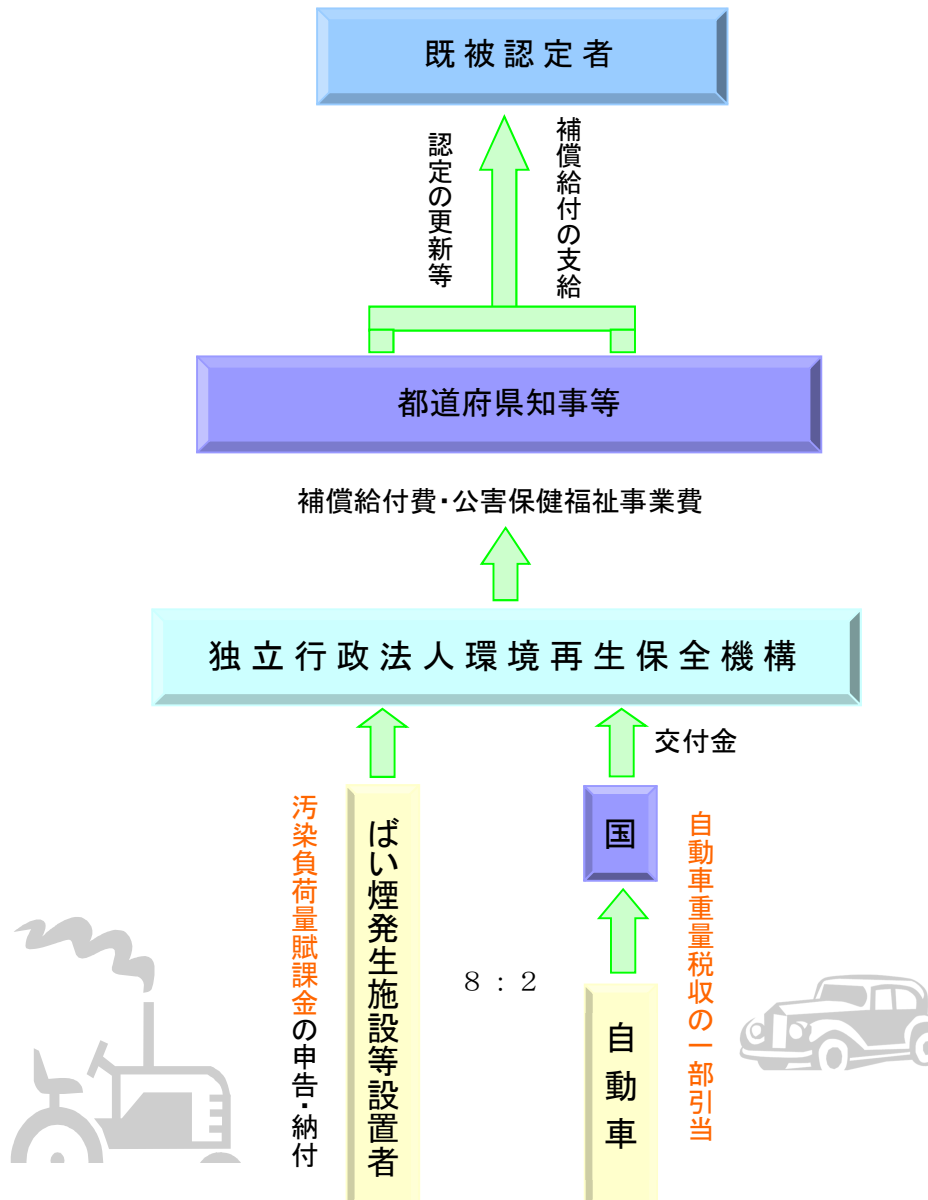 既被認定者
認定の更新等
補償給付の支給
都道府県知事等
補償給付費・公害保健福祉事業費
独立行政法人環境再生保全機構
交付金
汚染負荷量賦課金の申告・納付
ばい煙発生施設等設置者
8：2
国
自動車
自動車重量税収の一部引当